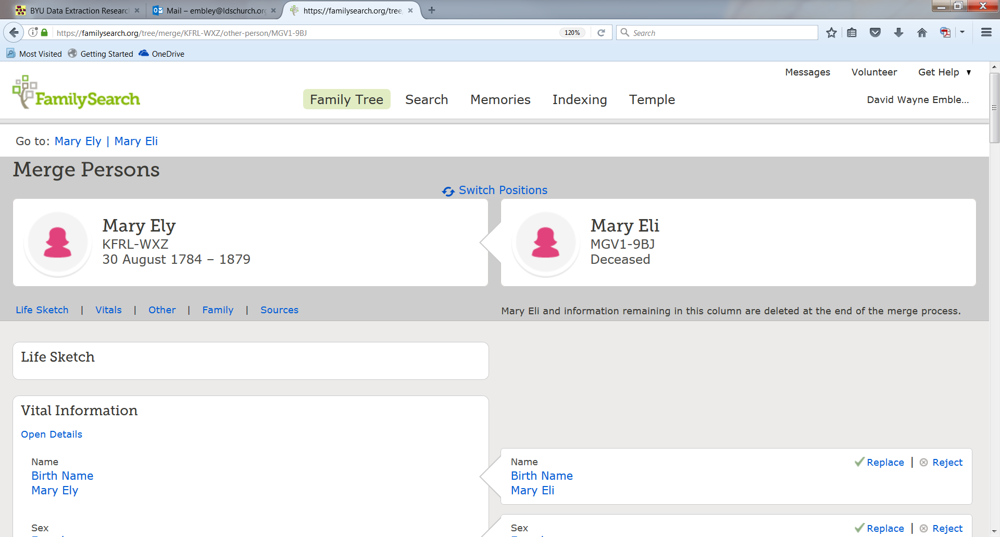 BYU Data Extraction Researc
Mail – embley@ldschurch.org
https://familysearch.org/tree
https://familysearch.org/tree/merge/KFRL-WXZ/other-person/MGV1-9BJ
120%
Search
Most Visited
Getting Started
OneDrive
Messages
Volunteer
Get Help ▼
FamilySearch
Family Tree
Search
Memories
Indexing
Temple
David Wayne Emble...
Go to: Mary Ely | Mary Eli
Merge Persons
Switch Positions
Mary Ely
KFRL-WXZ
30 August 1784 – 1879
Mary Eli
MGV1-9BJ
Deceased
Life Sketch | Vitals | Other | Family | Sources
Mary Eli and information remaining in this column are deleted at the end of the merge process.
Life Sketch
Vital Information
Open Details
Name
Birth Name
Mary Ely
Name
Replace | Reject
Birth Name
Mary Eli
Sex
Sex
Replace | Reject